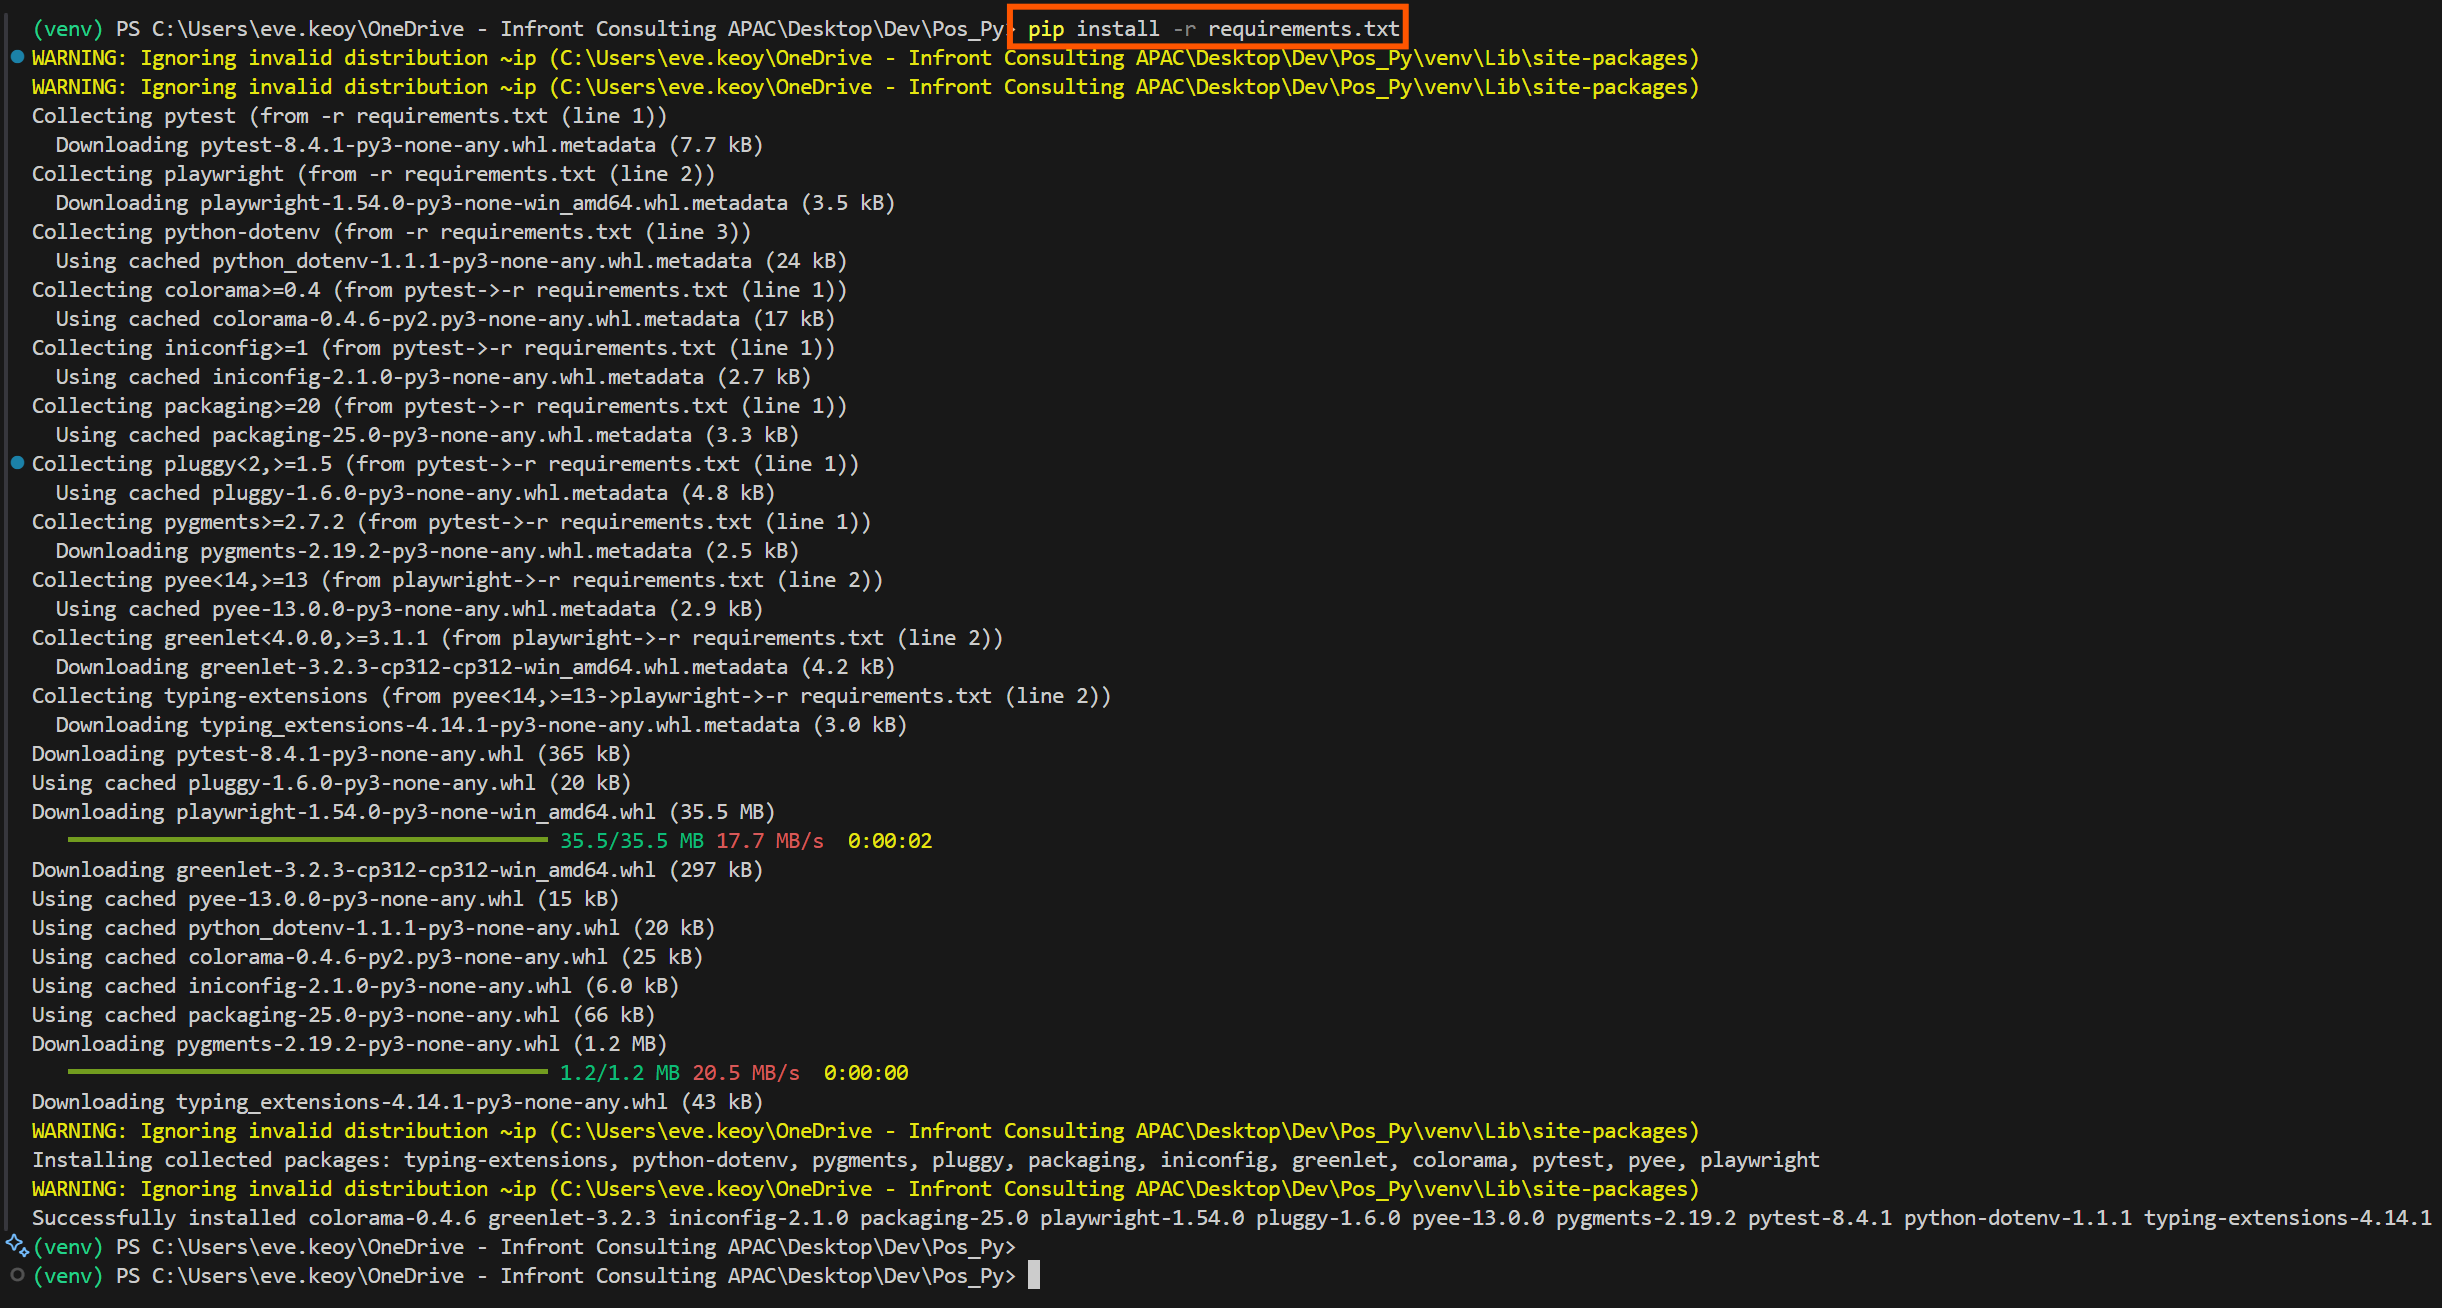 (venv) PS C:\Users\eve.keoy\OneDrive - Infront Consulting APAC\Desktop\Dev\Pos_Py> pip install -r requirements.txt
WARNING: Ignoring invalid distribution ~ip (C:\Users\eve.keoy\OneDrive - Infront Consulting APAC\Desktop\Dev\Pos_Py\venv\Lib\site-packages)
WARNING: Ignoring invalid distribution ~ip (C:\Users\eve.keoy\OneDrive - Infront Consulting APAC\Desktop\Dev\Pos_Py\venv\Lib\site-packages)
Collecting pytest (from -r requirements.txt (line 1))
  Downloading pytest-8.4.1-py3-none-any.whl.metadata (7.7 kB)
Collecting playwright (from -r requirements.txt (line 2))
  Downloading playwright-1.54.0-py3-none-win_amd64.whl.metadata (3.5 kB)
Collecting python-dotenv (from -r requirements.txt (line 3))
  Using cached python_dotenv-1.1.1-py3-none-any.whl.metadata (24 kB)
Collecting colorama>=0.4 (from pytest->-r requirements.txt (line 1))
  Using cached colorama-0.4.6-py2.py3-none-any.whl.metadata (17 kB)
Collecting iniconfig>=1 (from pytest->-r requirements.txt (line 1))
  Using cached iniconfig-2.1.0-py3-none-any.whl.metadata (2.7 kB)
Collecting packaging>=20 (from pytest->-r requirements.txt (line 1))
  Using cached packaging-25.0-py3-none-any.whl.metadata (3.3 kB)
Collecting pluggy<2,>=1.5 (from pytest->-r requirements.txt (line 1))
  Using cached pluggy-1.6.0-py3-none-any.whl.metadata (4.8 kB)
Collecting pygments>=2.7.2 (from pytest->-r requirements.txt (line 1))
  Downloading pygments-2.19.2-py3-none-any.whl.metadata (2.5 kB)
Collecting pyee<14,>=13 (from playwright->-r requirements.txt (line 2))
  Using cached pyee-13.0.0-py3-none-any.whl.metadata (2.9 kB)
Collecting greenlet<4.0.0,>=3.1.1 (from playwright->-r requirements.txt (line 2))
  Downloading greenlet-3.2.3-cp312-cp312-win_amd64.whl.metadata (4.2 kB)
Collecting typing-extensions (from pyee<14,>=13->playwright->-r requirements.txt (line 2))
  Downloading typing_extensions-4.14.1-py3-none-any.whl.metadata (3.0 kB)
Downloading pytest-8.4.1-py3-none-any.whl (365 kB)
Using cached pluggy-1.6.0-py3-none-any.whl (20 kB)
Downloading playwright-1.54.0-py3-none-win_amd64.whl (35.5 MB)
35.5/35.5 MB 17.7 MB/s  0:00:02
Downloading greenlet-3.2.3-cp312-cp312-win_amd64.whl (297 kB)
Using cached pyee-13.0.0-py3-none-any.whl (15 kB)
Using cached python_dotenv-1.1.1-py3-none-any.whl (20 kB)
Using cached colorama-0.4.6-py2.py3-none-any.whl (25 kB)
Using cached iniconfig-2.1.0-py3-none-any.whl (6.0 kB)
Using cached packaging-25.0-py3-none-any.whl (66 kB)
Downloading pygments-2.19.2-py3-none-any.whl (1.2 MB)
1.2/1.2 MB 20.5 MB/s  0:00:00
Downloading typing_extensions-4.14.1-py3-none-any.whl (43 kB)
WARNING: Ignoring invalid distribution ~ip (C:\Users\eve.keoy\OneDrive - Infront Consulting APAC\Desktop\Dev\Pos_Py\venv\Lib\site-packages)
Installing collected packages: typing-extensions, python-dotenv, pygments, pluggy, packaging, iniconfig, greenlet, colorama, pytest, pyee, playwright
WARNING: Ignoring invalid distribution ~ip (C:\Users\eve.keoy\OneDrive - Infront Consulting APAC\Desktop\Dev\Pos_Py\venv\Lib\site-packages)
Successfully installed colorama-0.4.6 greenlet-3.2.3 iniconfig-2.1.0 packaging-25.0 playwright-1.54.0 pluggy-1.6.0 pyee-13.0.0 pygments-2.19.2 pytest-8.4.1 python-dotenv-1.1.1 typing-extensions-4.14.1
(venv) PS C:\Users\eve.keoy\OneDrive - Infront Consulting APAC\Desktop\Dev\Pos_Py>
(venv) PS C:\Users\eve.keoy\OneDrive - Infront Consulting APAC\Desktop\Dev\Pos_Py>